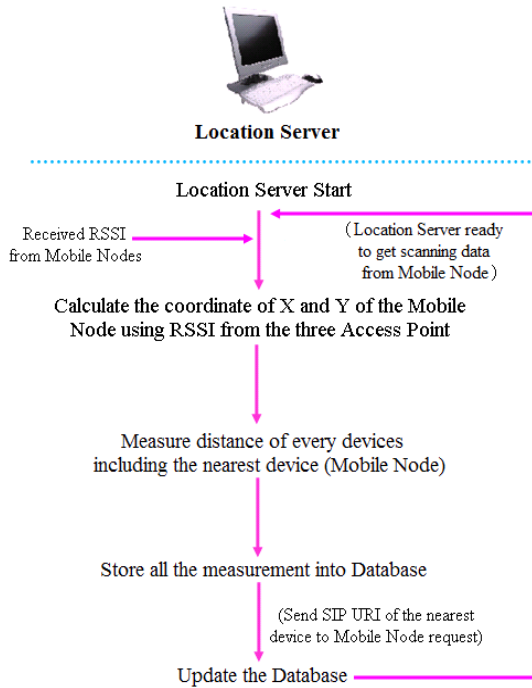 Location Server
Location Server Start
Received RSSI
from Mobile Nodes
(Location Server ready
to get scanning data
from Mobile Node)
Calculate the coordinate of X and Y of the Mobile
Node using RSSI from the three Access Point
Measure distance of every devices
including the nearest device (Mobile Node)
Store all the measurement into Database
(Send SIP URI of the nearest
device to Mobile Node request)
Update the Database